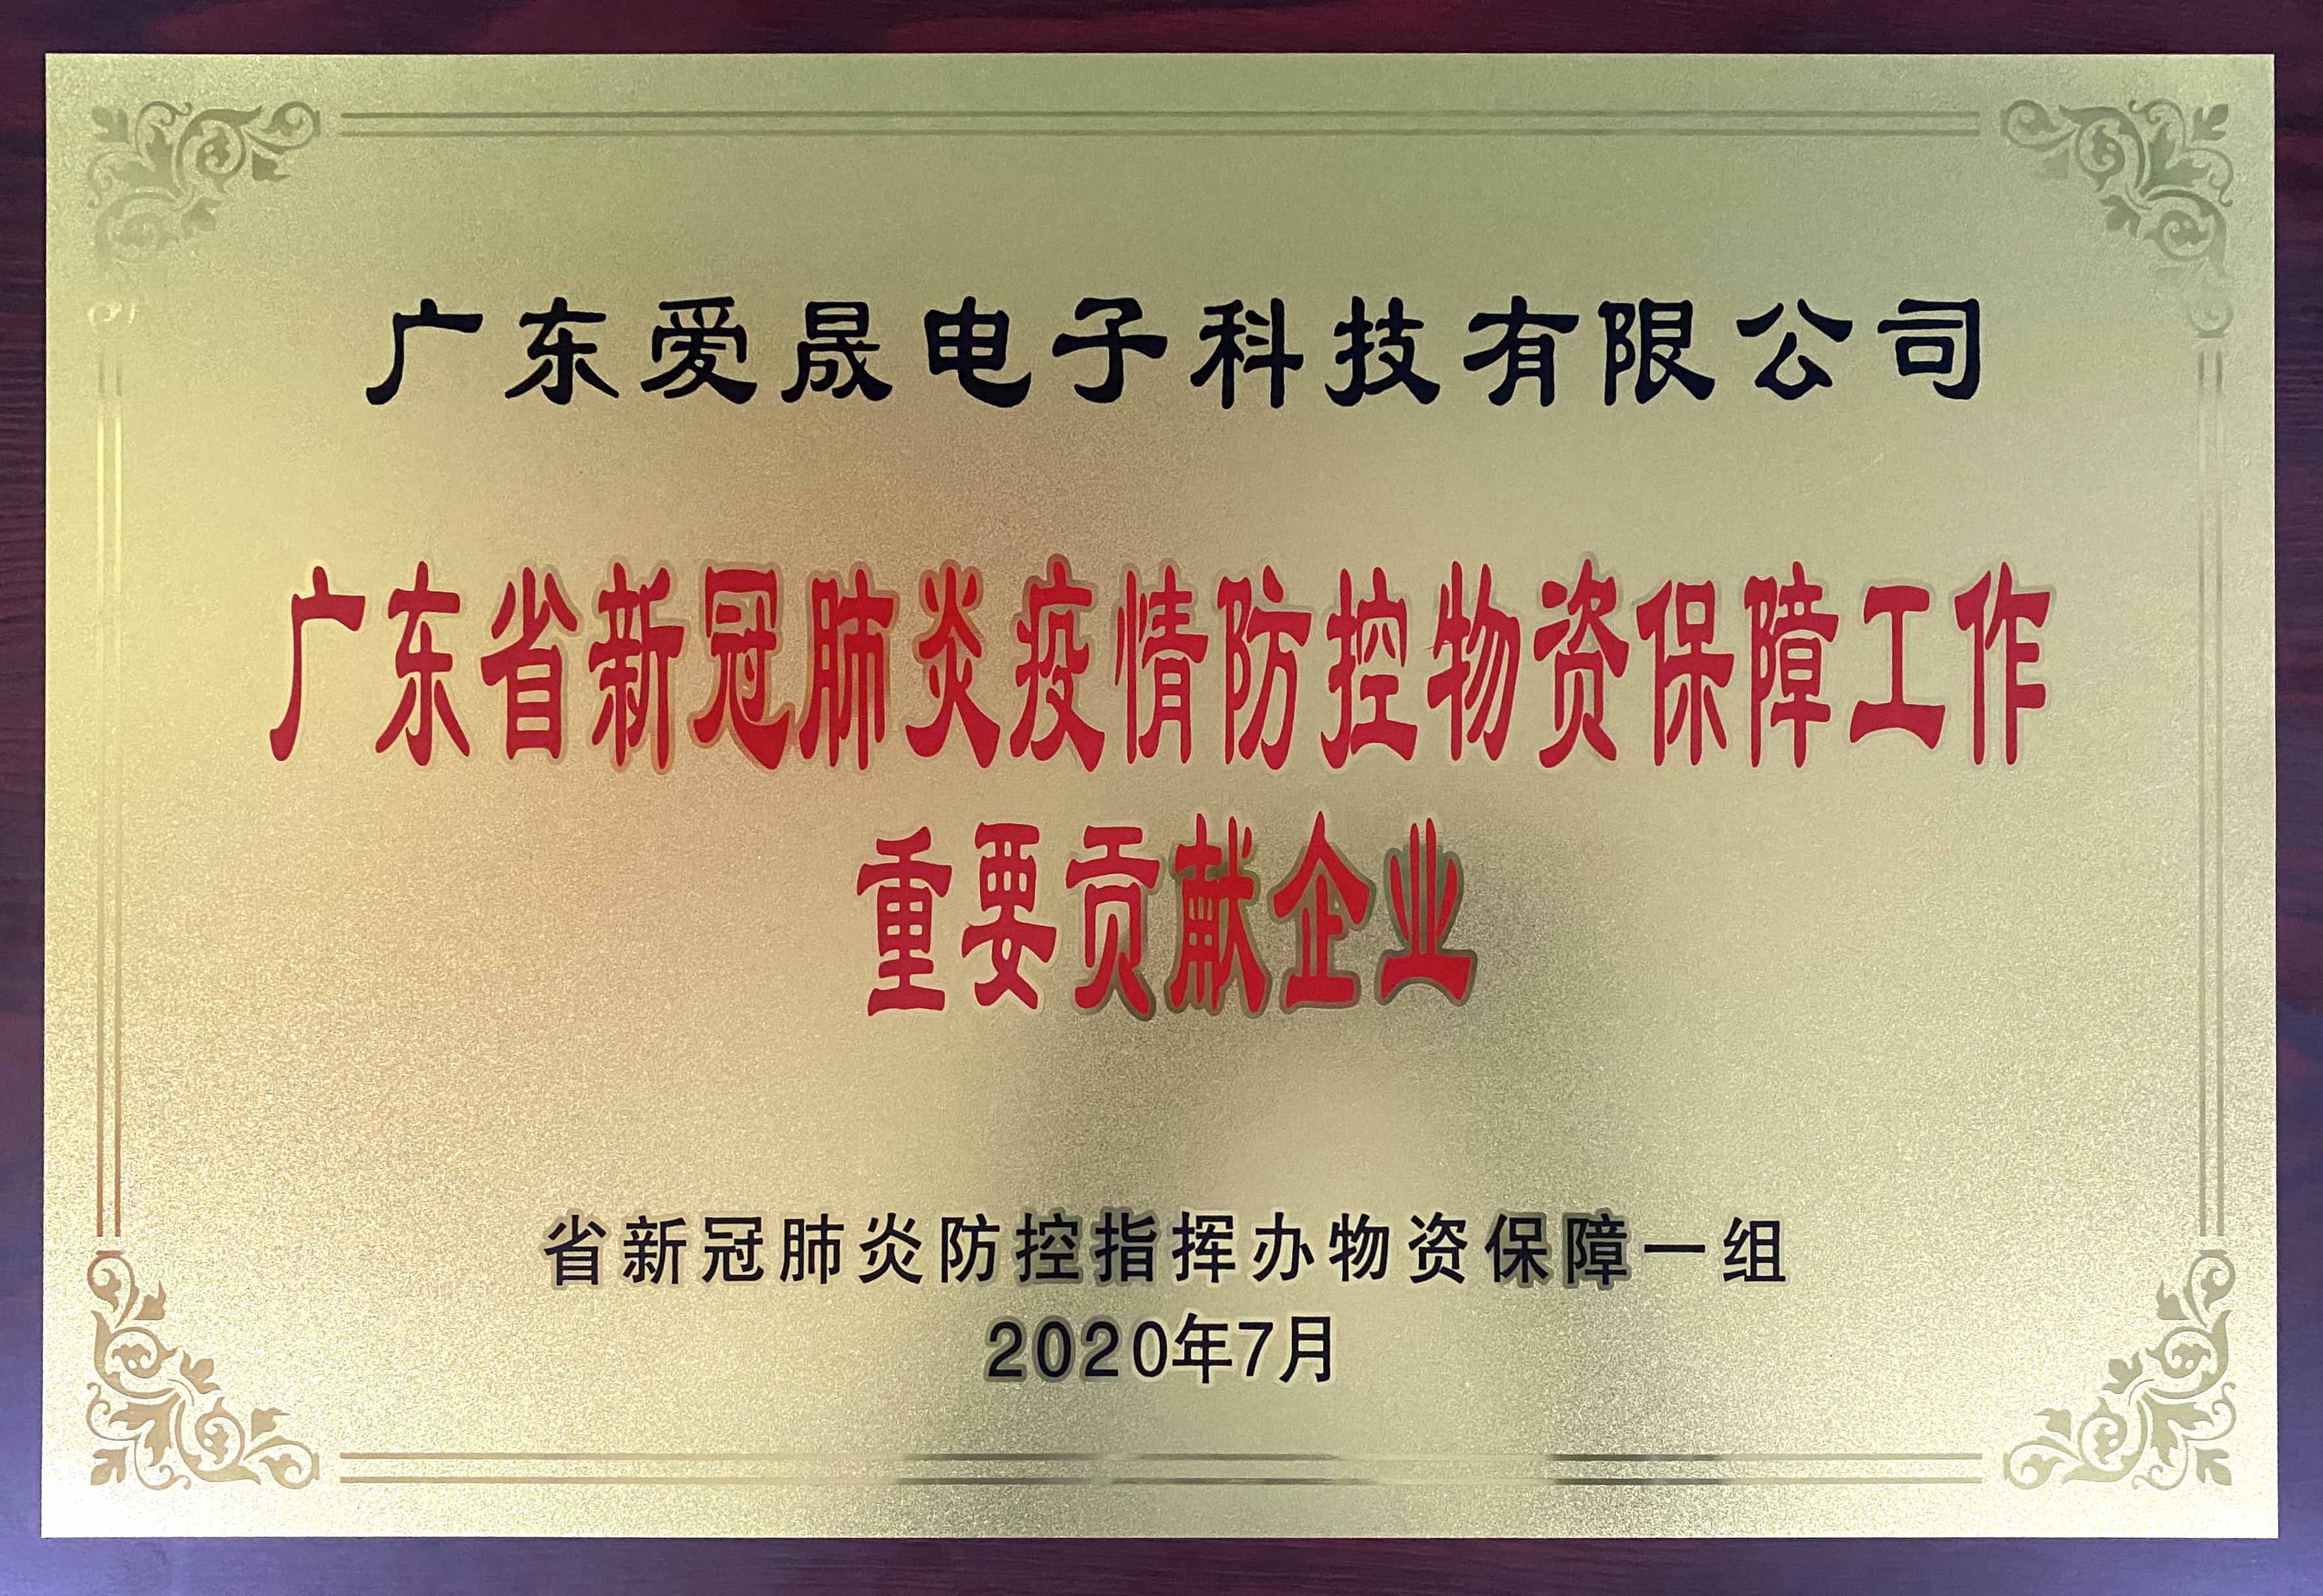 广东爱晟电子科技有限公司
广东省新冠肺炎疫情防控物资保障工作
重要贡献企业
省新冠肺炎防控指挥办物资保障一组
2020年7月